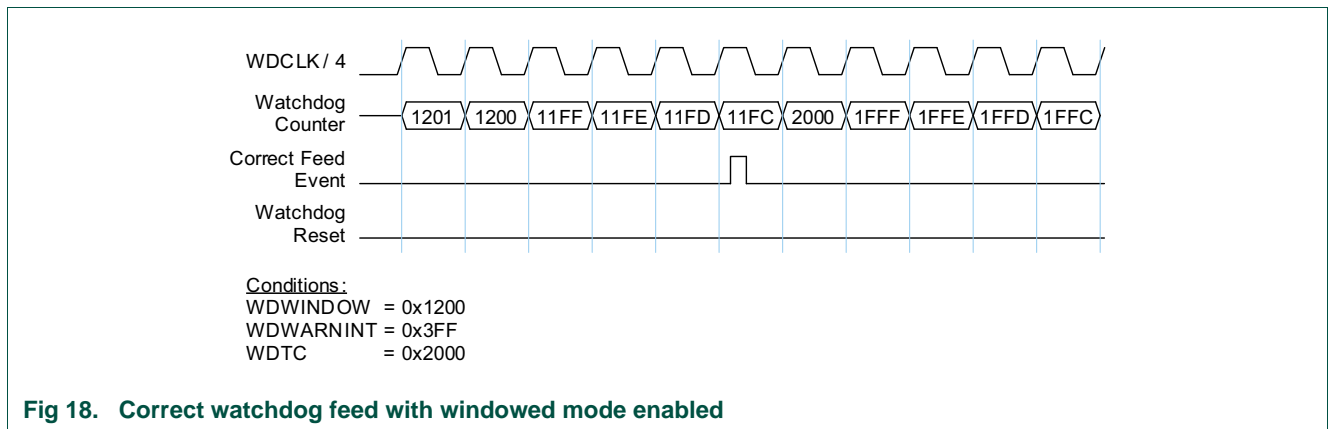 WDCLK / 4
Watchdog
Counter
1201 1200 11FF 11FE 11FD 11FC 2000 1FFF 1FFE 1FFD 1FFC
Correct Feed
Event
Watchdog
Reset
Conditions:
WDWINDOW = 0x1200
WDWARNINT = 0x3FF
WDTC = 0x2000
Fig 18. Correct watchdog feed with windowed mode enabled